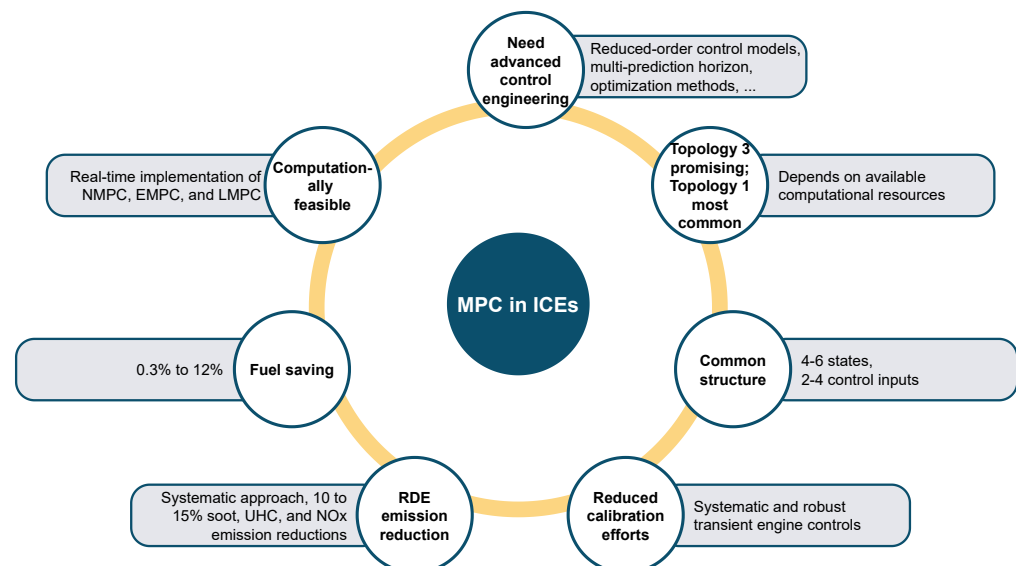 Need
advanced
control
engineering
Reduced-order control models,
multi-prediction horizon,
optimization methods, ...
Topology 3
promising;
Topology 1
most
common
Depends on available
computational resources
Common
structure
4-6 states,
2-4 control inputs
Reduced
calibration
efforts
Systematic and robust
transient engine controls
RDE
emission
reduction
Systematic approach, 10 to
15% soot, UHC, and NOx
emission reductions
Fuel saving
0.3% to 12%
Computation-
ally
feasible
Real-time implementation of
NMPC, EMPC, and LMPC
MPC in ICEs